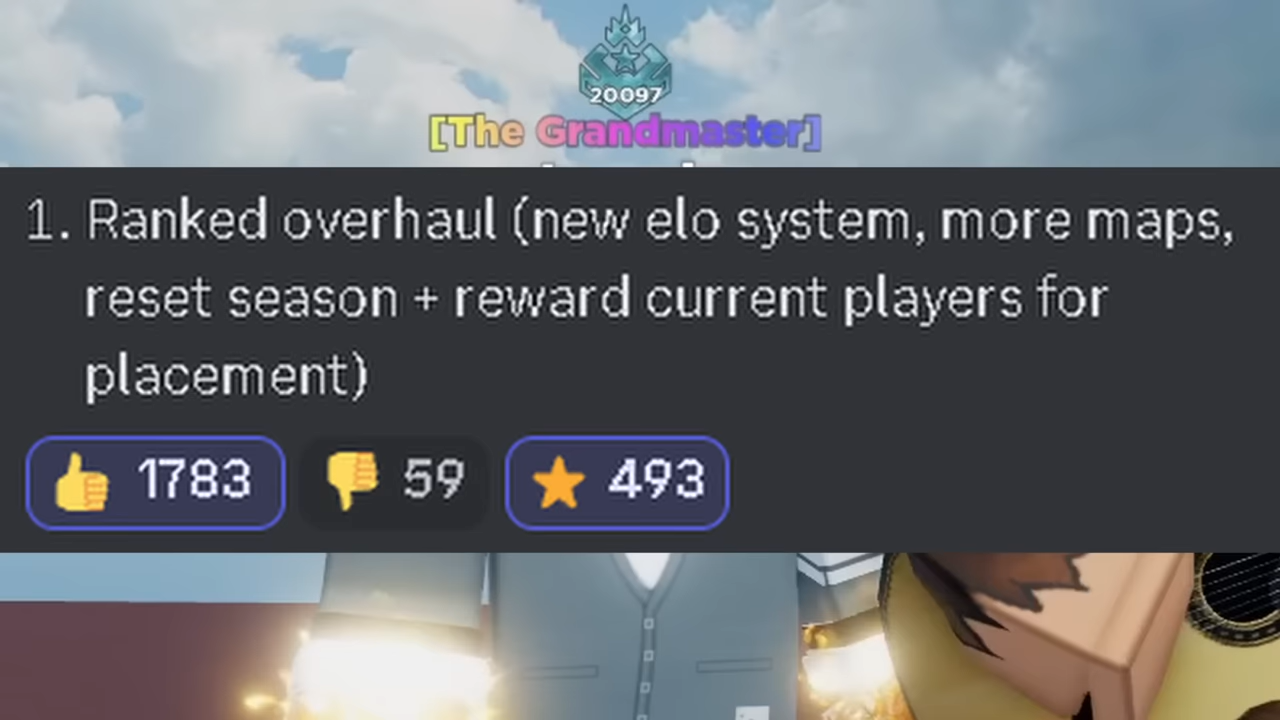 20097
[The Grandmaster]
1. Ranked overhaul (new elo system, more maps,
reset season + reward current players for
placement)
👍 1783 👎 59 ⭐ 493